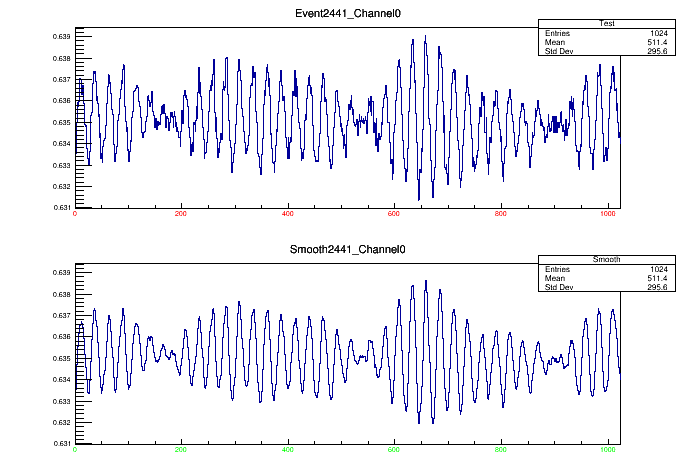 Event2441_Channel0
Test
Entries 1024
Mean 511.4
Std Dev 295.6
0.639
0.638
0.637
0.636
0.635
0.634
0.633
0.632
0.631
0 200 400 600 800 1000
Smooth2441_Channel0
Smooth
Entries 1024
Mean 511.4
Std Dev 295.6
0.639
0.638
0.637
0.636
0.635
0.634
0.633
0.632
0.631
0 200 400 600 800 1000